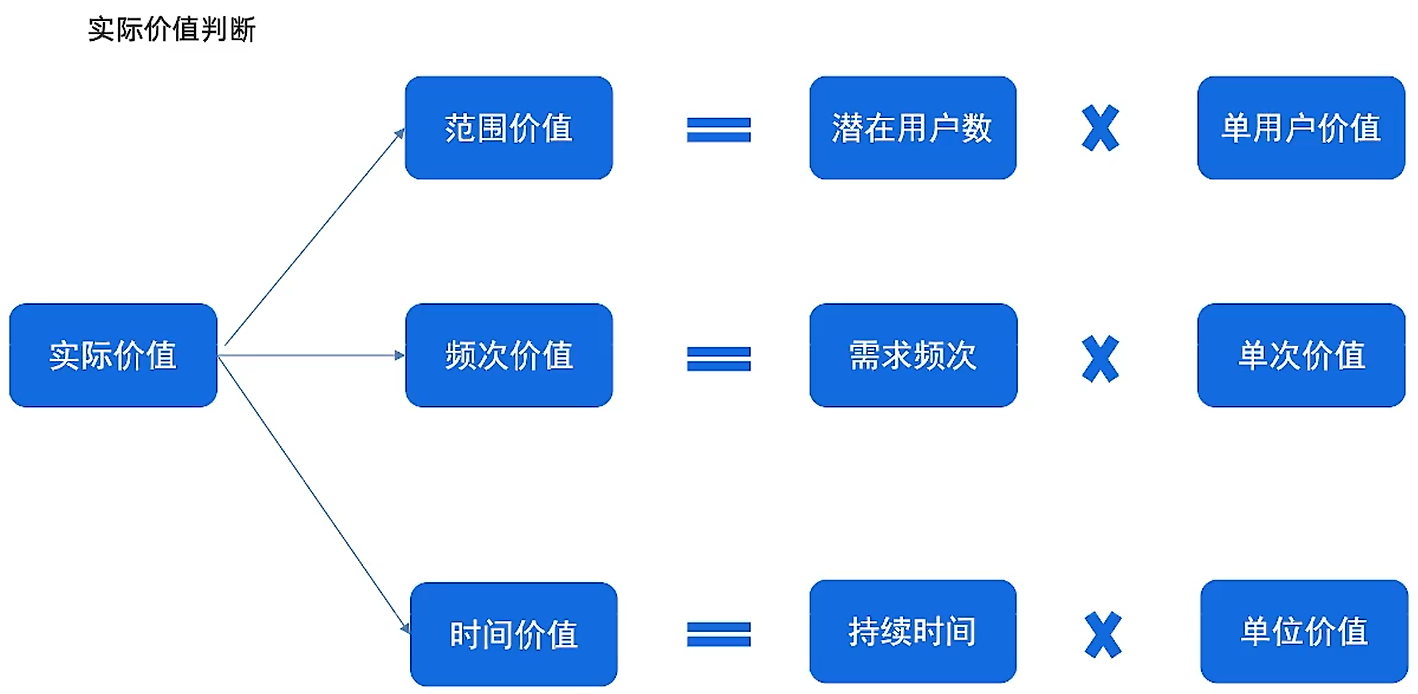 实际价值判断
范围价值 = 潜在用户数 × 单用户价值
实际价值
频次价值 = 需求频次 × 单次价值
时间价值 = 持续时间 × 单位价值